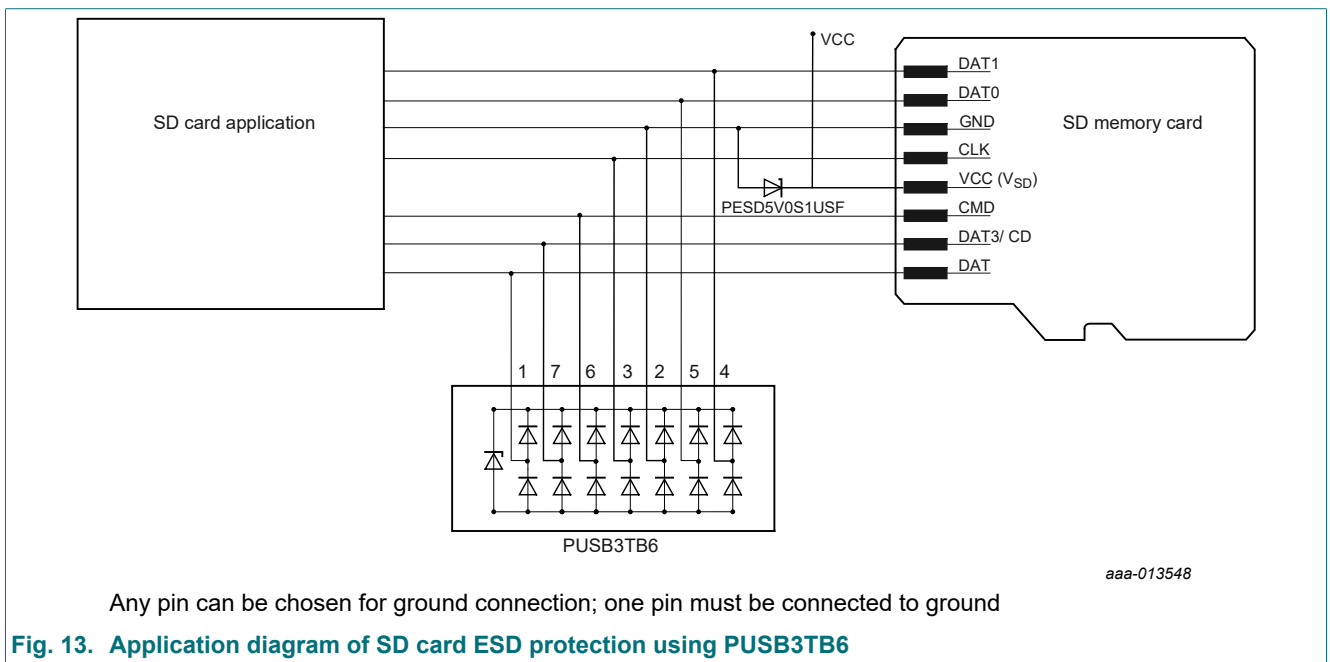 VCC
DAT1
DAT0
SD card application
GND
SD memory card
CLK
VCC (VSD)
PESD5V0S1USF
CMD
DAT3/ CD
DAT
1 7 6 3 2 5 4
PUSB3TB6
aaa-013548
Any pin can be chosen for ground connection; one pin must be connected to ground
Fig. 13. Application diagram of SD card ESD protection using PUSB3TB6